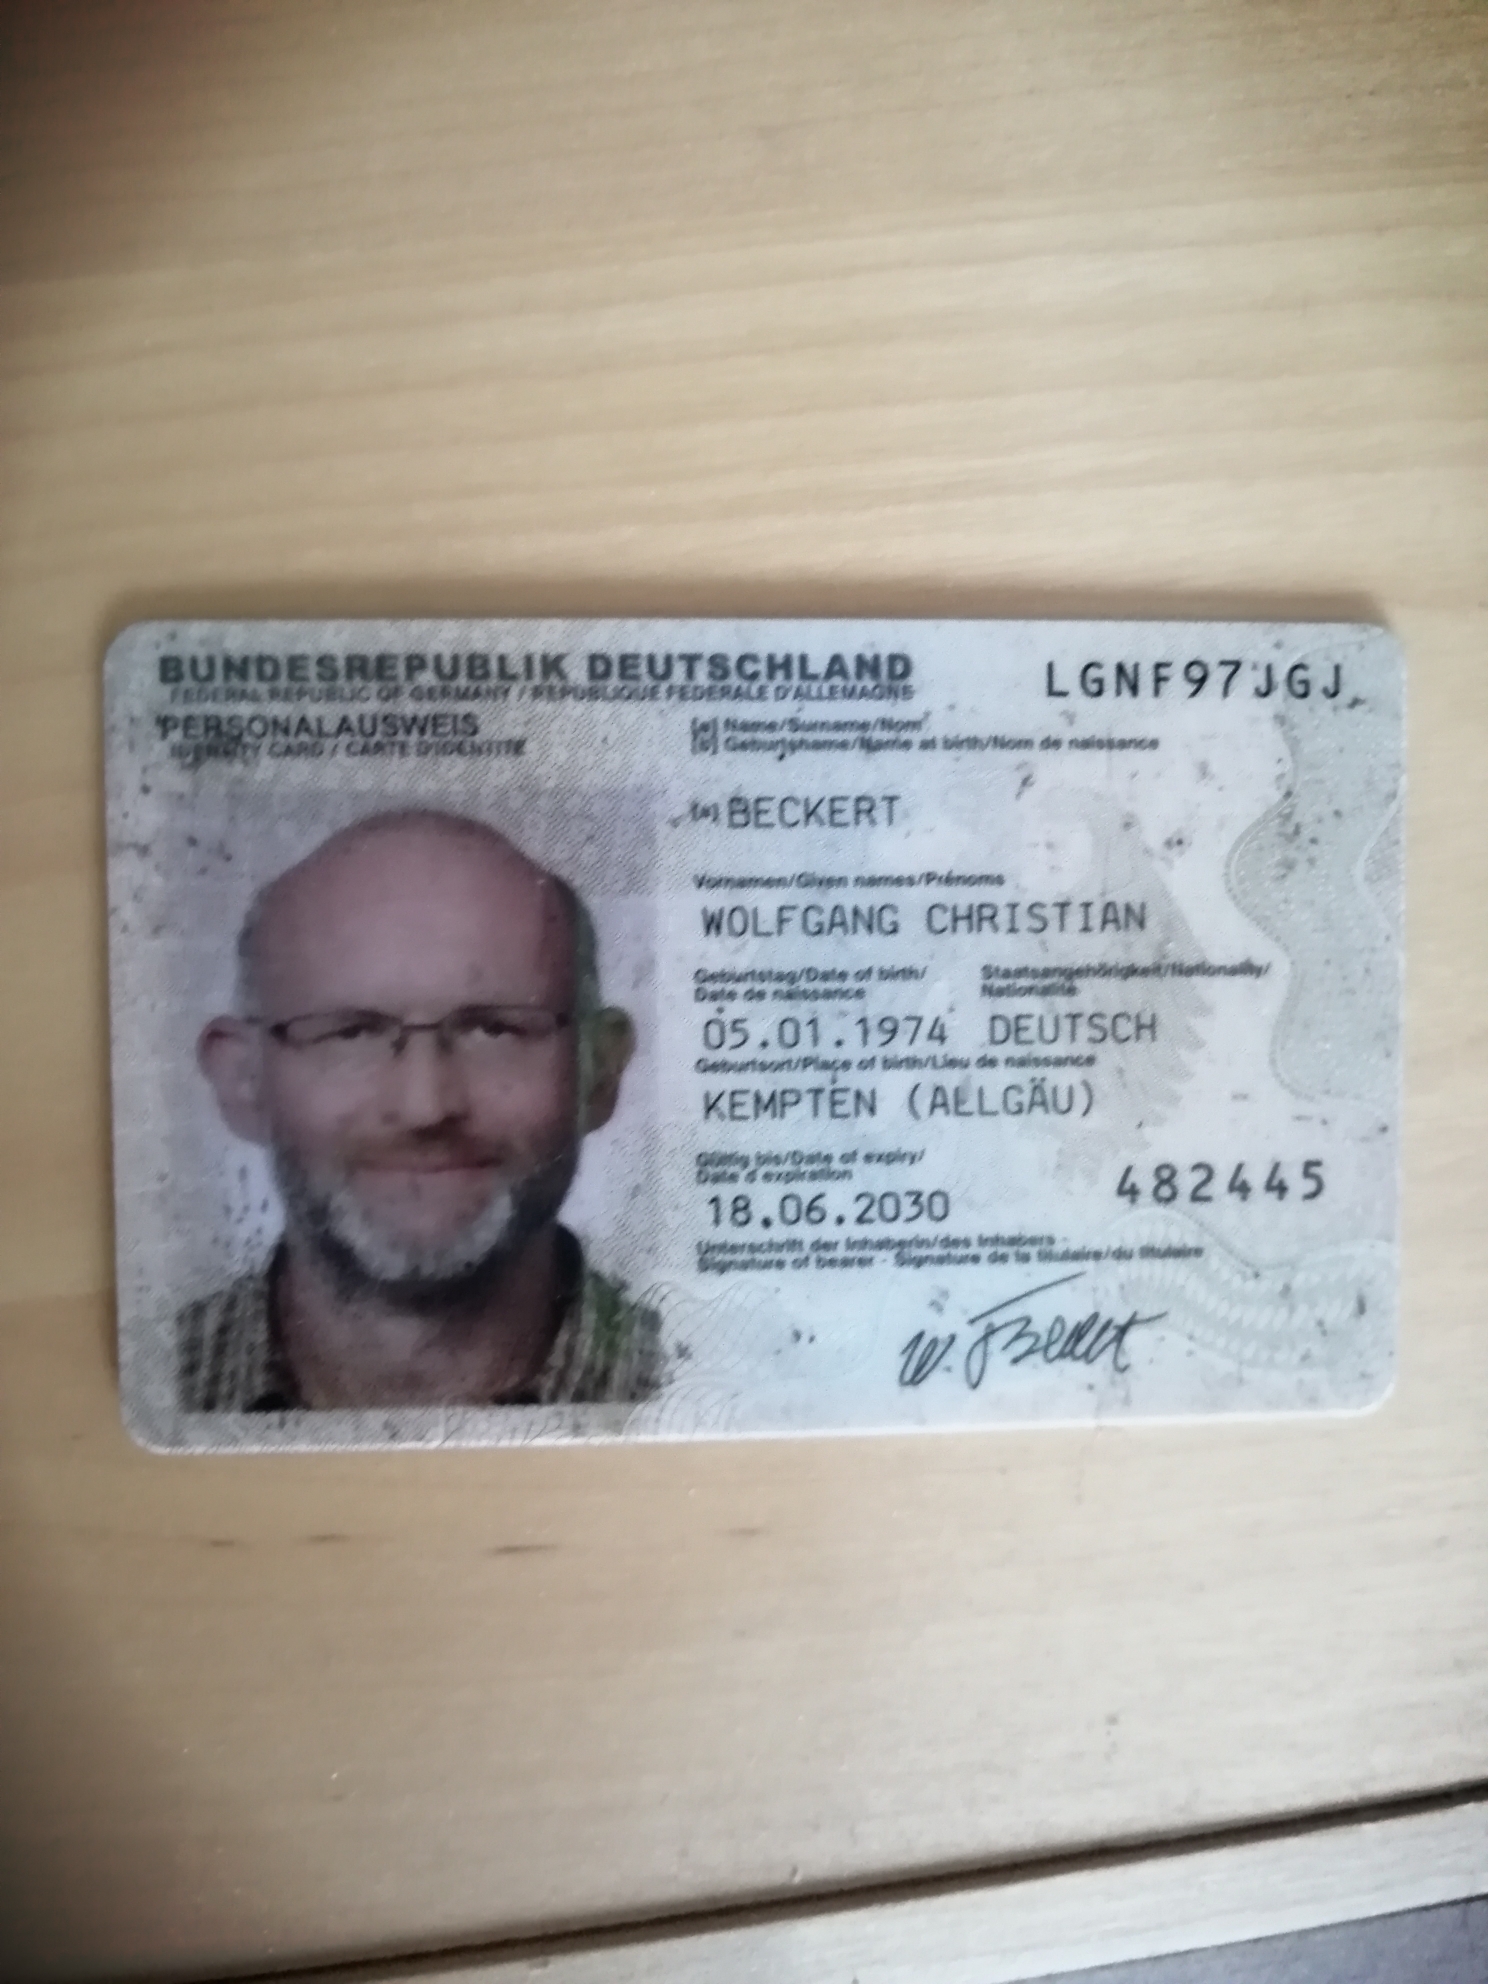 BUNDESREPUBLIK DEUTSCHLAND
FEDERAL REPUBLIC OF GERMANY / REPUBLIQUE FEDERALE D'ALLEMAGNE
LGNF97JGJ
PERSONALAUSWEIS
IDENTITY CARD / CARTE D'IDENTITE
[a] Name/Surname/Nom
[b] Geburtsname/Name at birth/Nom de naissance
(a) BECKERT
Vornamen/Given names/Prénoms
WOLFGANG CHRISTIAN
Geburtstag/Date of birth/
Date de naissance
Staatsangehörigkeit/Nationality/
Nationalité
05.01.1974 DEUTSCH
Geburtsort/Place of birth/Lieu de naissance
KEMPTEN (ALLGÄU)
Gültig bis/Date of expiry/
Date d'expiration
18.06.2030
482445
Unterschrift der Inhaberin/des Inhabers -
Signature of bearer - Signature de la titulaire/du titulaire
W. Beckert